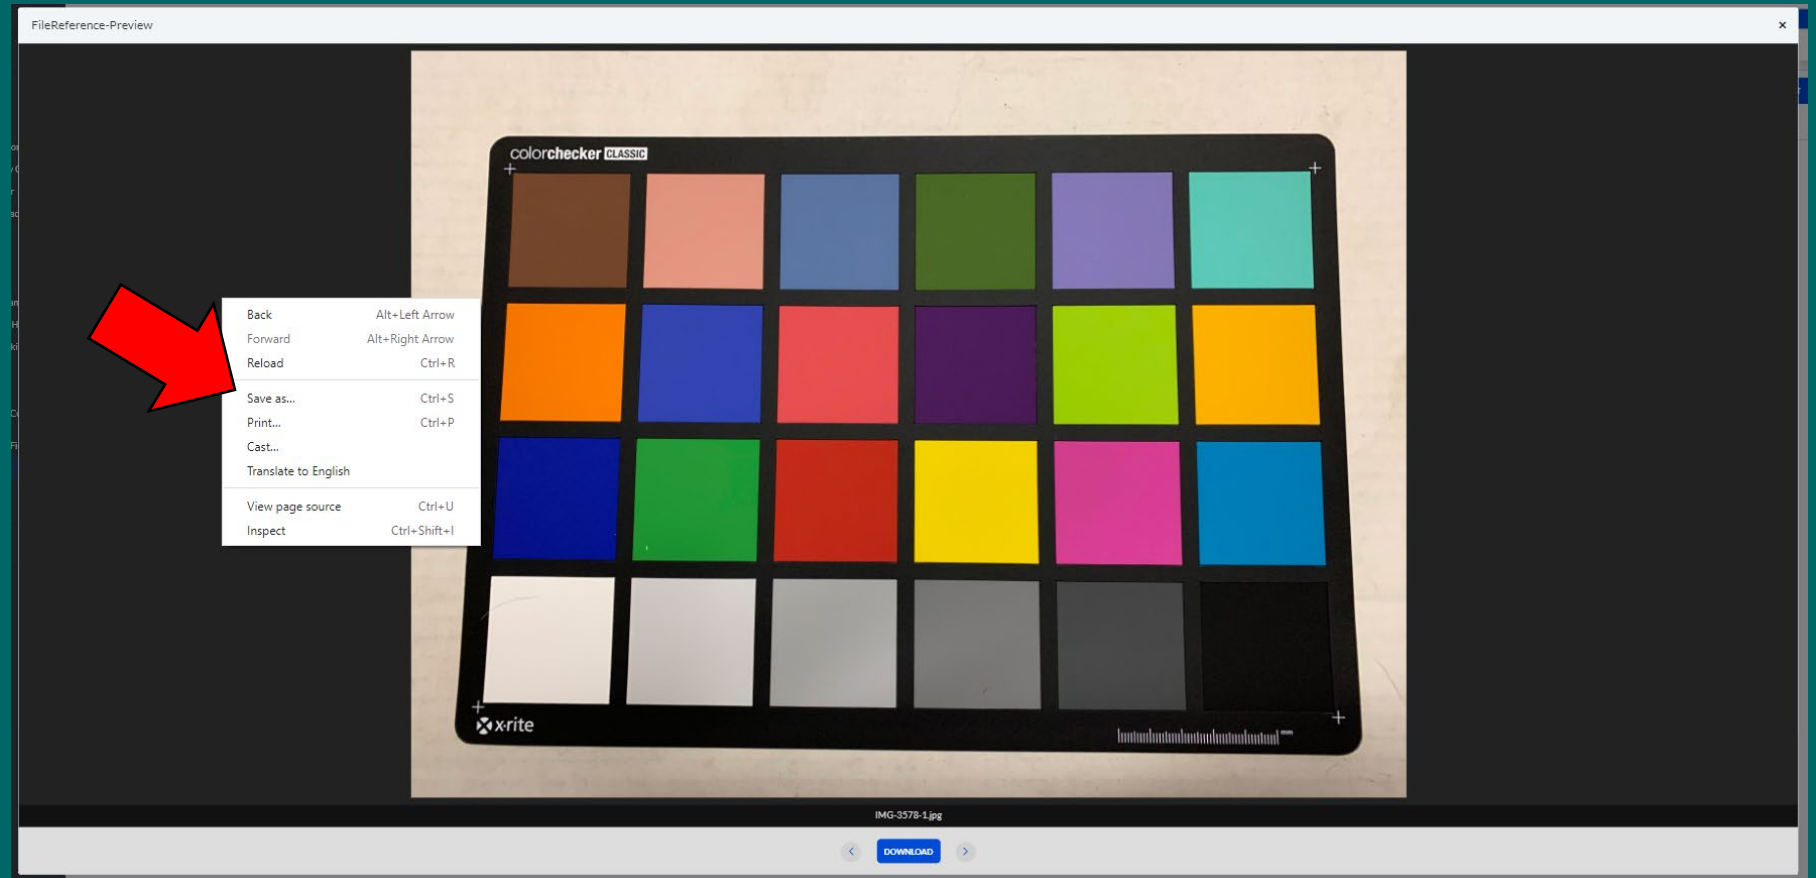 FileReference-Preview
×
colorchecker CLASSIC
Back Alt+Left Arrow
Forward Alt+Right Arrow
Reload Ctrl+R
Save as... Ctrl+S
Print... Ctrl+P
Cast...
Translate to English
View page source Ctrl+U
Inspect Ctrl+Shift+I
x·rite
mm
IMG-3578-1.jpg
< DOWNLOAD >